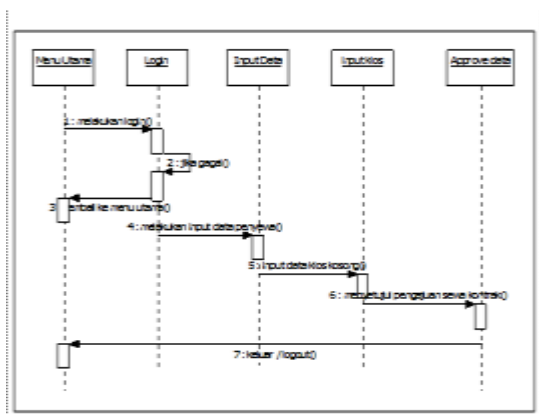 Menu Utama
Login
Input Data
Input kios
Approve data
1 : melakukan login()
2 : jika gagal()
3 embali ke menu utama()
4 : melakukan input data penyewa()
5 : input data kios kosong()
6 : menyetujui pengajuan sewa kontrak()
7 : keluar / logout()